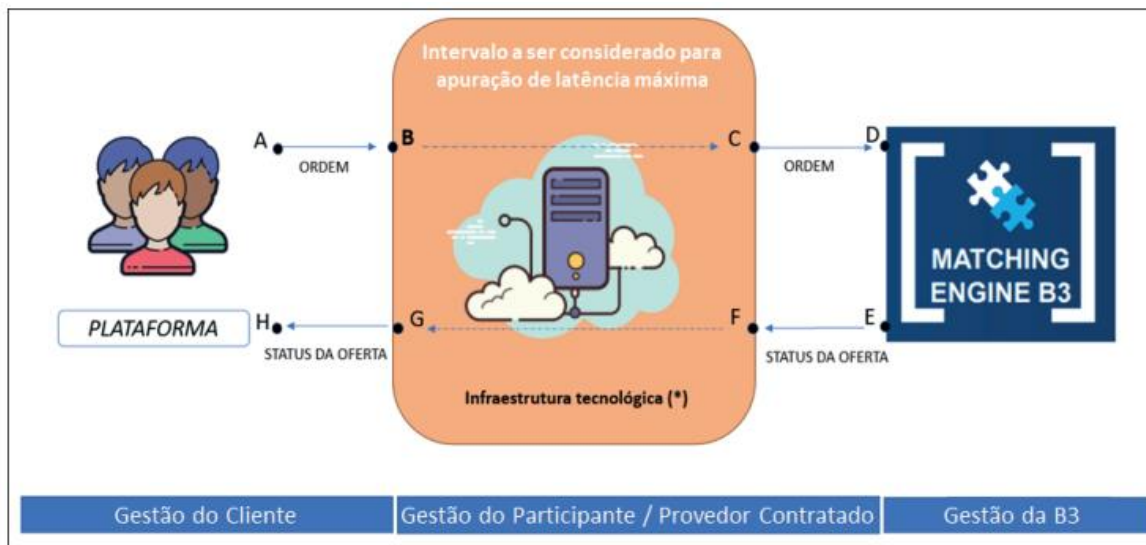 Intervalo a ser considerado para
apuração de latência máxima
A
B
C
D
ORDEM
ORDEM
MATCHING
ENGINE B3
PLATAFORMA
H
G
F
E
STATUS DA OFERTA
STATUS DA OFERTA
Infraestrutura tecnológica (*)
Gestão do Cliente
Gestão do Participante / Provedor Contratado
Gestão da B3